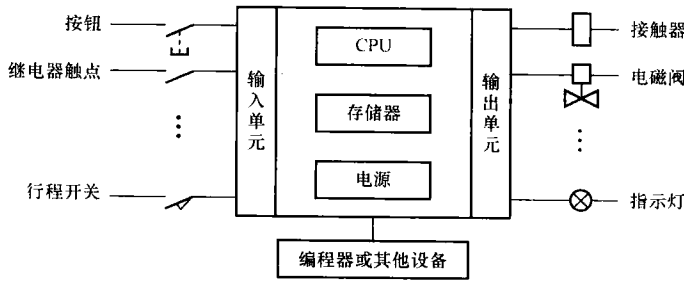 按钮
继电器触点
行程开关
输入单元
CPU
存储器
电源
输出单元
接触器
电磁阀
指示灯
编程器或其他设备